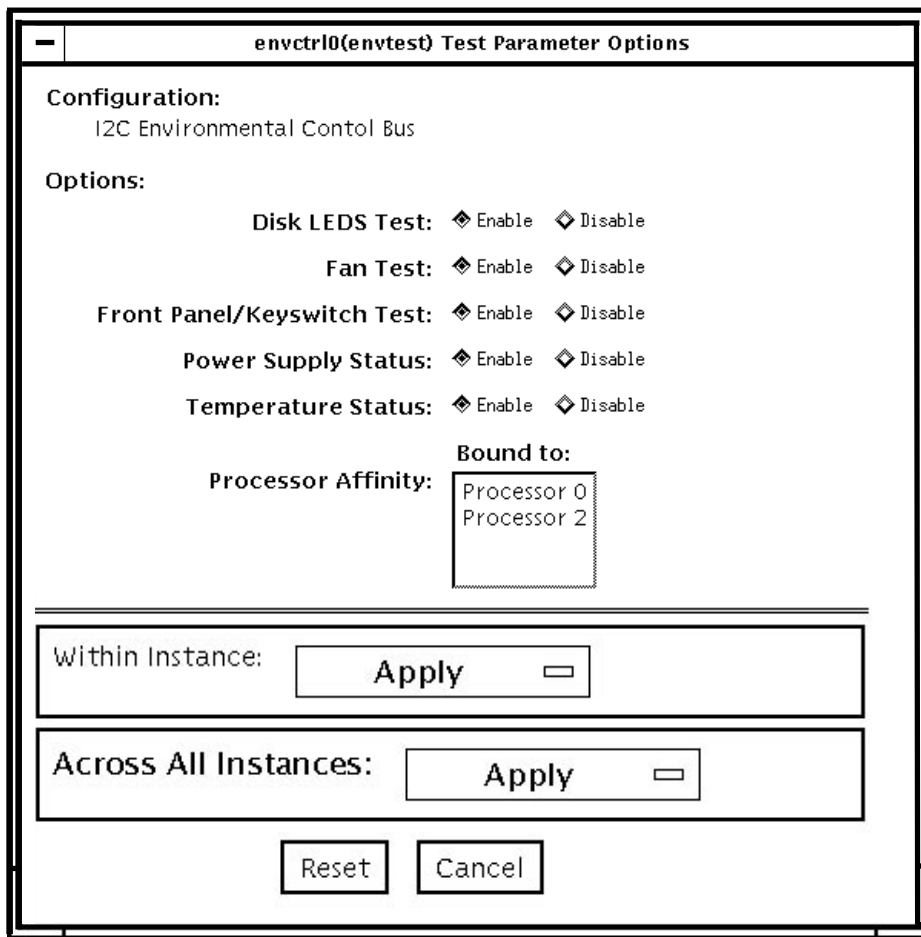 envctrl0(envtest) Test Parameter Options
Configuration:
I2C Environmental Contol Bus
Options:
Disk LEDS Test: Enable Disable
Fan Test: Enable Disable
Front Panel/Keyswitch Test: Enable Disable
Power Supply Status: Enable Disable
Temperature Status: Enable Disable
Bound to:
Processor Affinity:
Processor 0
Processor 2
Within Instance: Apply
Across All Instances: Apply
Reset Cancel